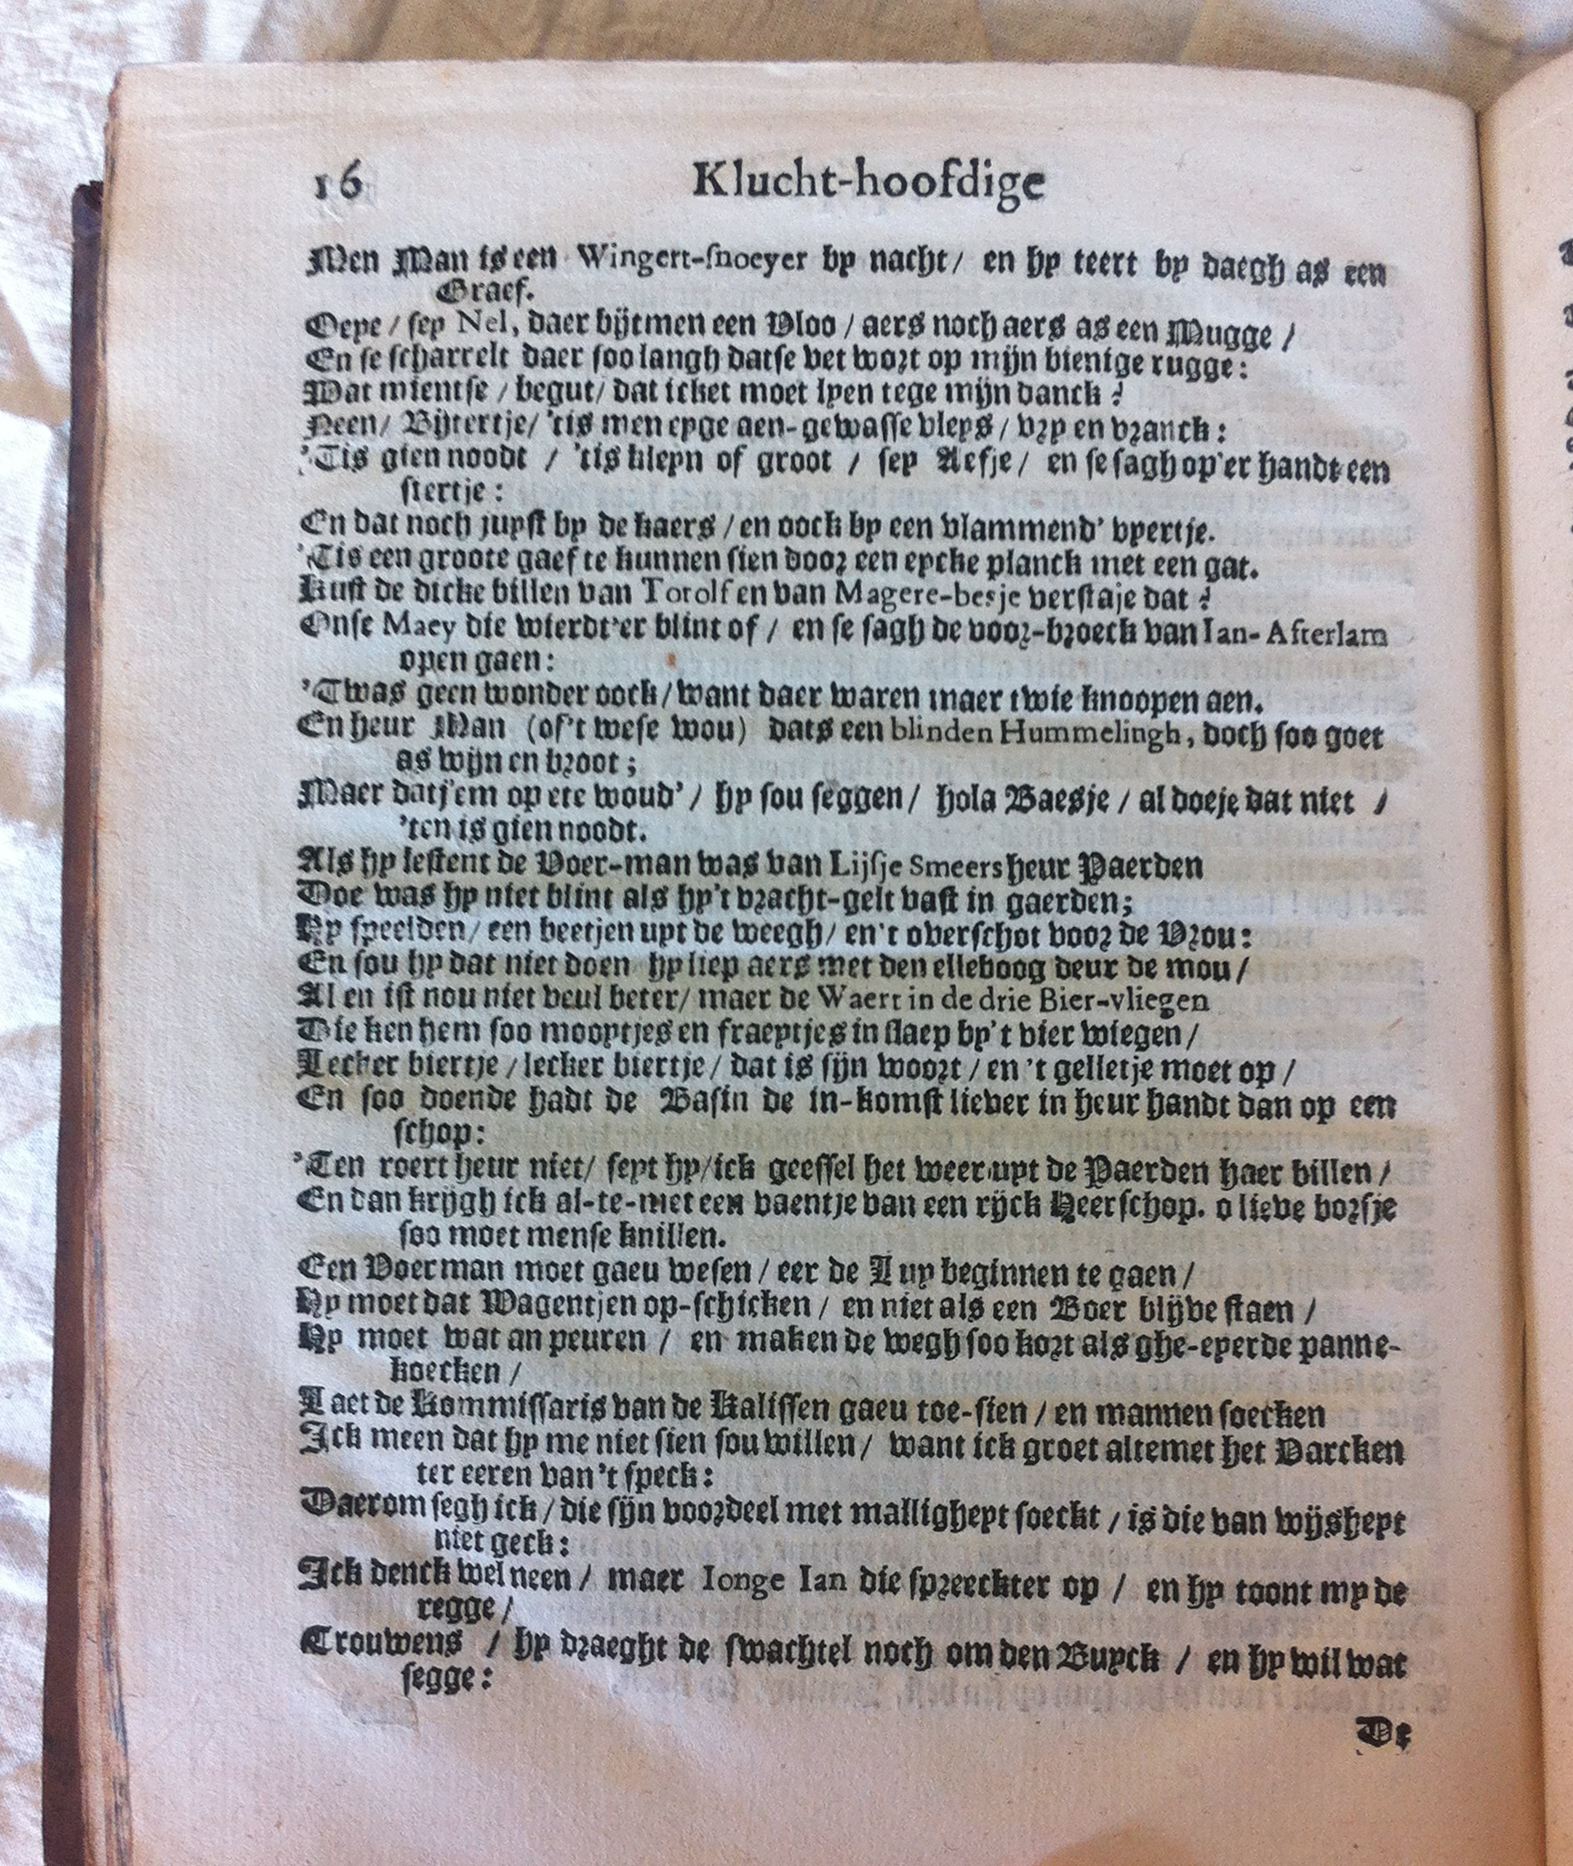 16 Klucht-hoofdige
Men Man is een Wingert-snoeyer by nacht / en hy teert by daegh as een
Graef.
Oepe / sey Nel, daer bijtmen een Vloo / aers noch aers as een Mugge /
En se scharrelt daer soo langh datse vet wort op mijn bienige rugge:
Wat mientse / begut / dat icket moet lyen tege mijn danck?
Neen / Bijtertje / 'tis men eyge aen-gewasse vleys / vry en vranck:
'Tis gien noodt / 'tis kleyn of groot / sey Aefje / en se sagh op'er handt een
stertje:
En dat noch juyst by de kaers / en oock by een vlammend' vyertje.
'Tis een groote gaef te kunnen sien door een eycke planck met een gat.
Kust de dicke billen van Torolf en van Magere-besje verstaje dat?
Onse Maey die wierdt'er blint of / en se sagh de voor-broeck van Ian-Afterlam
open gaen:
'Twas geen wonder oock / want daer waren maer twie knoopen aen.
En heur Man (of't wese wou) dats een blinden Hummelingh, doch soo goet
as wijn en broot;
Maer datj'em op ete woud' / hy sou seggen / hola Baesje / al doeje dat niet /
'ten is gien noodt.
Als hy lestent de Voer-man was van Lijsje Smeers heur Paerden
Doe was hy niet blint als hy't vracht-gelt vast in gaerden;
Hy speelden / een beetjen uyt de weegh / en't overschot voor de Vrou:
En sou hy dat niet doen hy liep aers met den elleboog deur de mou /
Al en ist nou niet veul beter / maer de Waert in de drie Bier-vliegen
Die ken hem soo mooytjes en fraeytjes in slaep by't vier wiegen /
Lecker biertje / lecker biertje / dat is sijn woort / en 't gelletje moet op /
En soo doende hadt de Basin de in-komst liever in heur handt dan op een
schop:
'Ten roert heur niet / seyt hy / ick geessel het weer uyt de Paerden haer billen /
En dan krijgh ick al-te-met een vaentje van een rijck Heerschop. o lieve borsje
soo moet mense knillen.
Een Voerman moet gaeu wesen / eer de Luy beginnen te gaen /
Hy moet dat Wagentjen op-schicken / en niet als een Boer blijve staen /
Hy moet wat an peuren / en maken de wegh soo kort als ghe-eyerde panne-
koecken /
Laet de Kommissaris van de Kalissen gaeu toe-sien / en mannen soecken
Ick meen dat hy me niet sien sou willen / want ick groet altemet het Varcken
ter eeren van't speck:
Daerom segh ick / die sijn voordeel met malligheyt soeckt / is die van wijsheyt
niet geck:
Ick denck wel neen / maer Ionge Ian die spreeckter op / en hy toont my de
regge /
Trouwens / hy draeght de swachtel noch om den Buyck / en hy wil wat
segge:
De